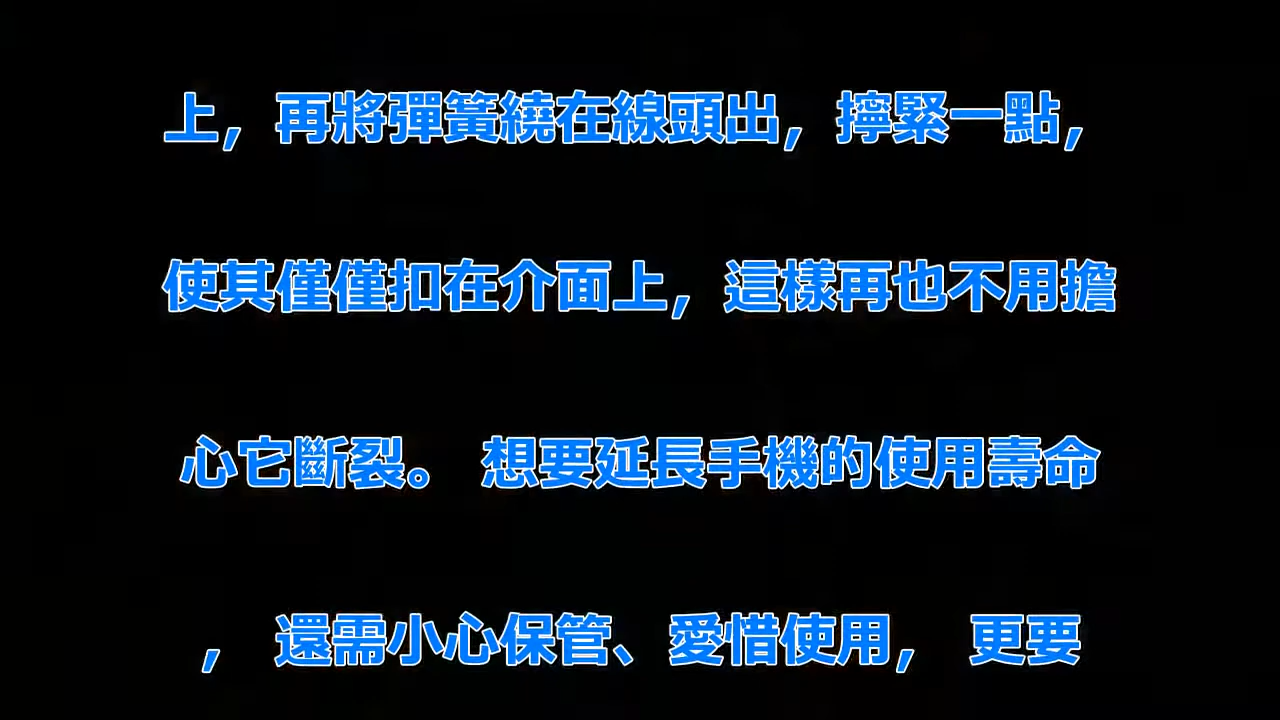 上，再將彈簧繞在線頭出，擰緊一點，
使其僅僅扣在介面上，這樣再也不用擔
心它斷裂。 想要延長手機的使用壽命
， 還需小心保管、愛惜使用， 更要